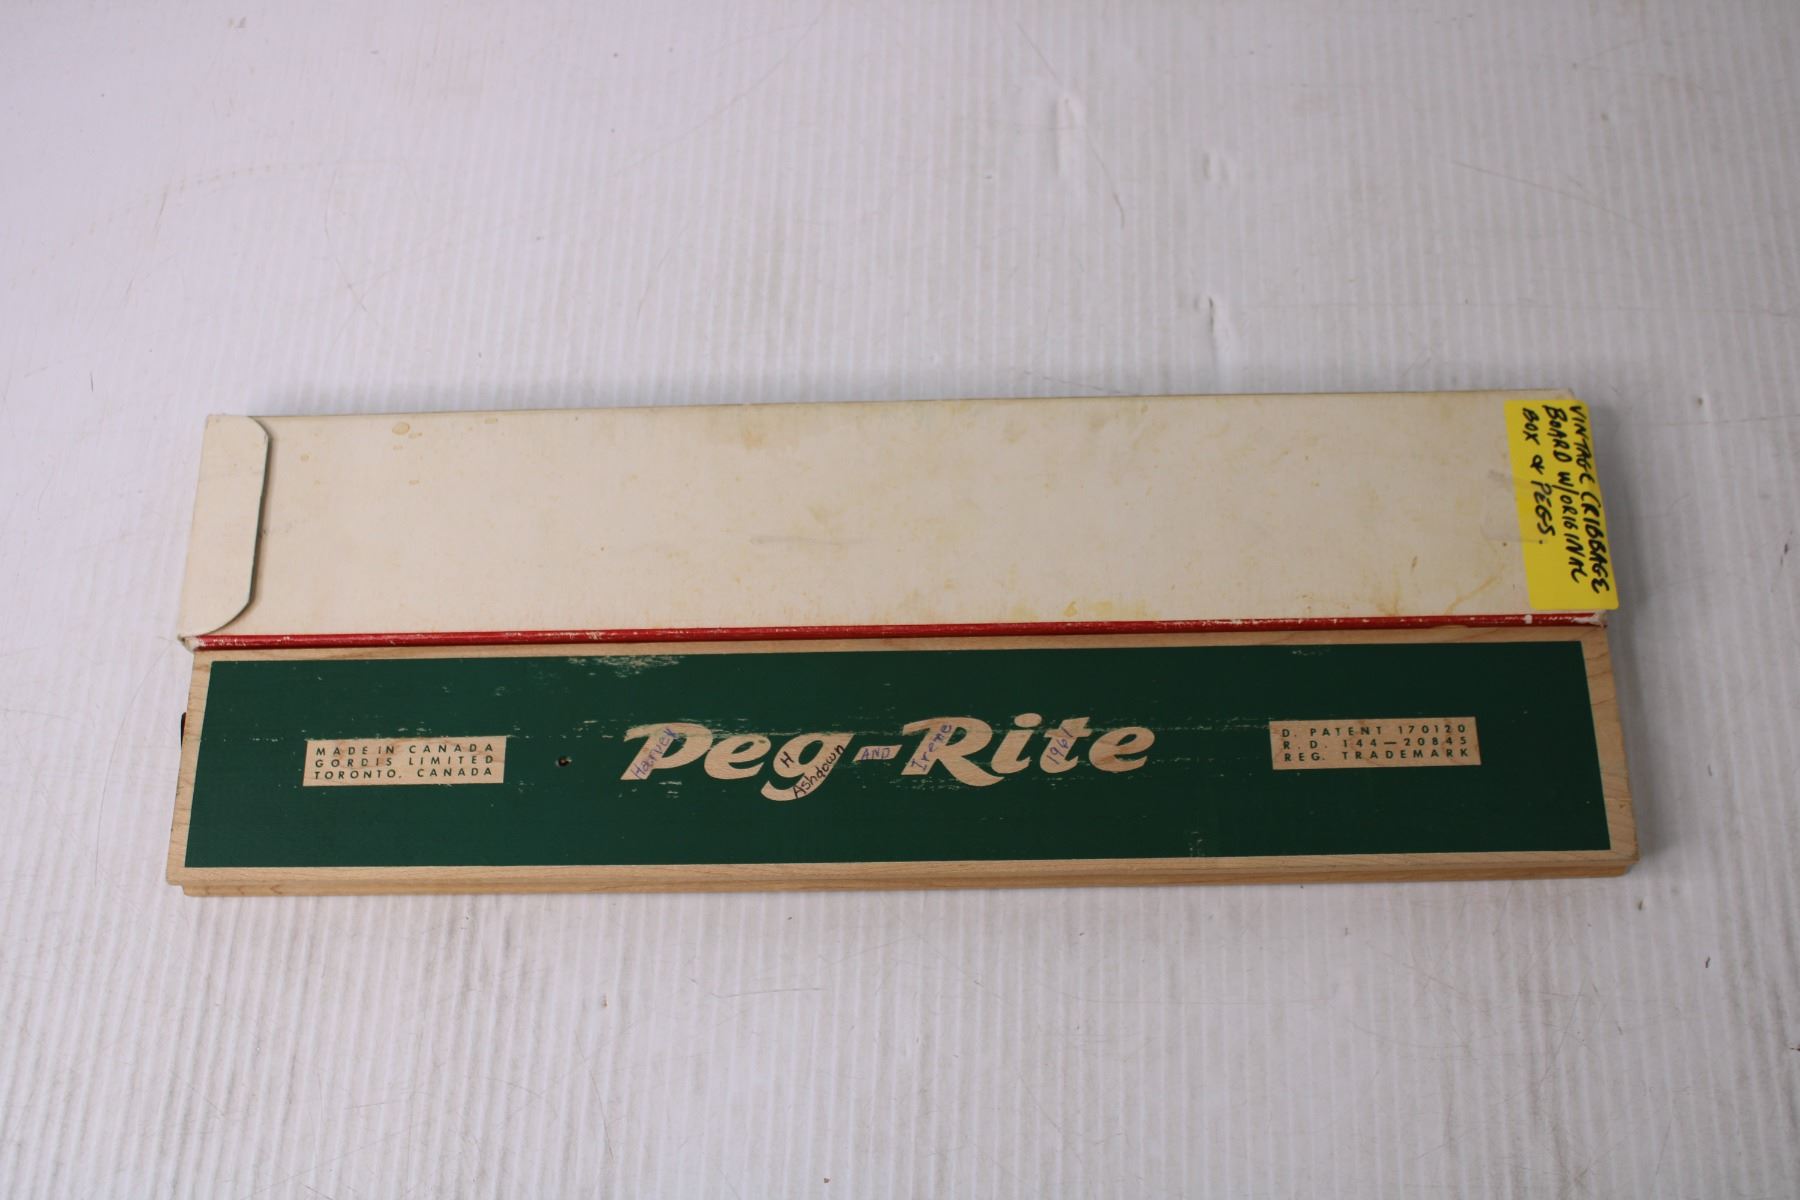 VINTAGE CRIBBAGE
BOARD W/ORIGINAL
BOX & PEGS.
MADE IN CANADA
GORDIS LIMITED
TORONTO, CANADA
Peg-Rite
Harvey
H
Ashdown
AND
Irene
1961
D. PATENT 170120
R. D. 144—20845
REG. TRADEMARK